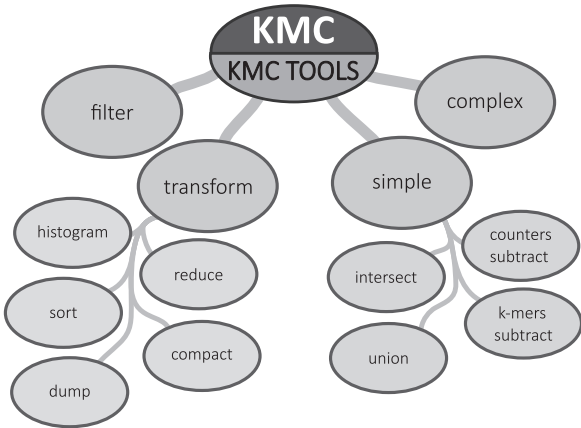 KMC
KMC TOOLS
filter
complex
transform
simple
histogram
reduce
sort
compact
dump
intersect
counters
subtract
k-mers
subtract
union